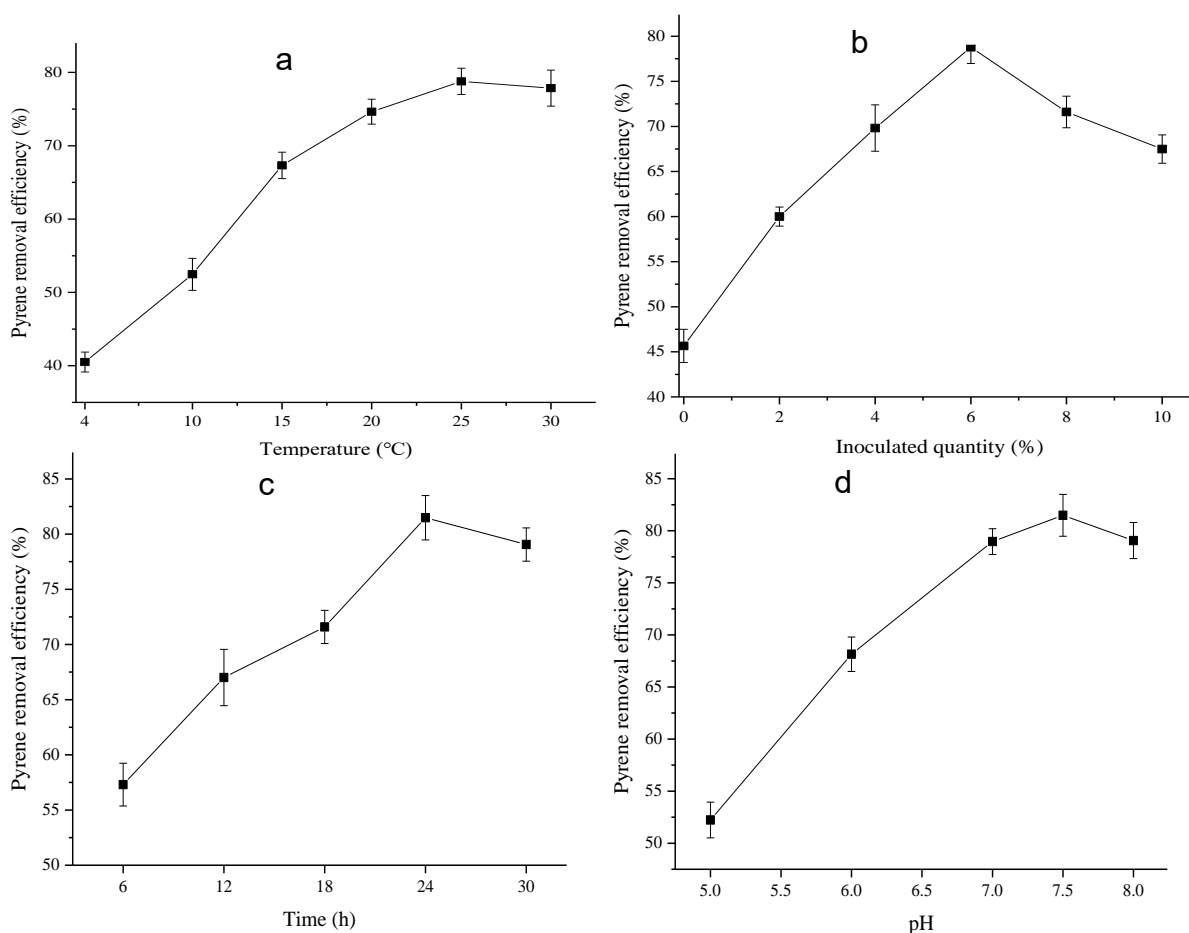 a
Pyrene removal efficiency (%)
80
70
60
50
40
4 10 15 20 25 30
Temperature (°C)
b
Pyrene removal efficiency (%)
80
75
70
65
60
55
50
45
40
0 2 4 6 8 10
Inoculated quantity (%)
c
Pyrene removal efficiency (%)
85
80
75
70
65
60
55
50
6 12 18 24 30
Time (h)
d
Pyrene removal efficiency (%)
85
80
75
70
65
60
55
50
5.0 5.5 6.0 6.5 7.0 7.5 8.0
pH